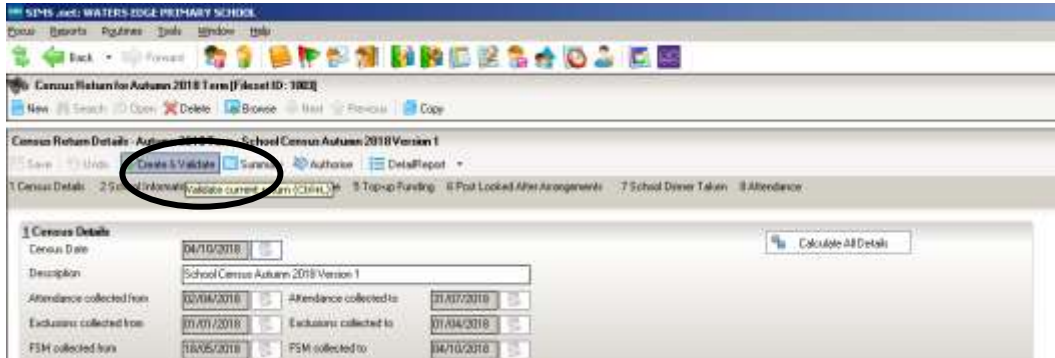 SIMS .net: WATERS EDGE PRIMARY SCHOOL
Focus Reports Routines Tools Window Help
Back Forward
Census Return for Autumn 2018 Term [Fileset ID: 1803]
New Search Open Delete Browse Next Previous Copy
Census Return Details - Autumn 2018 Term - School Census Autumn 2018 Version 1
Save Undo Create & Validate Summary Authorise DetailReport
1 Census Details 2 School Informat 5 Top-up Funding 6 Post Looked After Arrangements 7 School Dinner Taken 8 Attendance
Validate current return (Ctrl+L)
1 Census Details
Calculate All Details
Census Date 04/10/2018
Description School Census Autumn 2018 Version 1
Attendance collected from 02/04/2018 Attendance collected to 31/07/2018
Exclusions collected from 01/01/2018 Exclusions collected to 01/04/2018
FSM collected from 18/05/2018 FSM collected to 04/10/2018